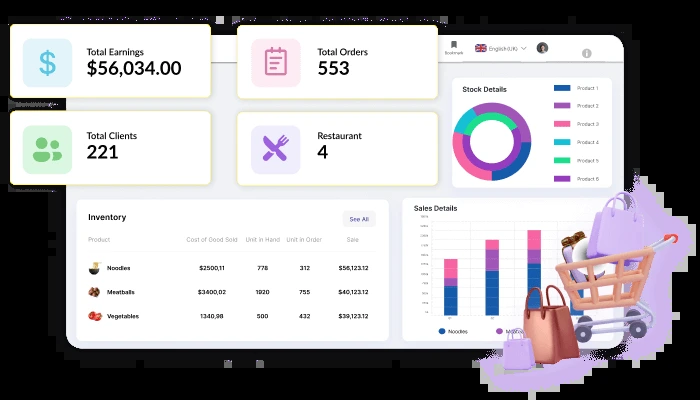 Total Earnings
$56,034.00
Total Orders
553
Bookmark
English (UK)
Total Clients
221
Restaurant
4
Stock Details
Product 1
Product 2
Product 3
Product 4
Product 5
Product 6
Inventory
See All
Product Cost of Good Sold Unit in Hand Unit in Order Sale
Noodles $2500,11 778 312 $56,123.12
Meatballs $3400,02 1920 755 $40,123.12
Vegetables 1340,98 500 432 $39,123.12
Sales Details
Noodles